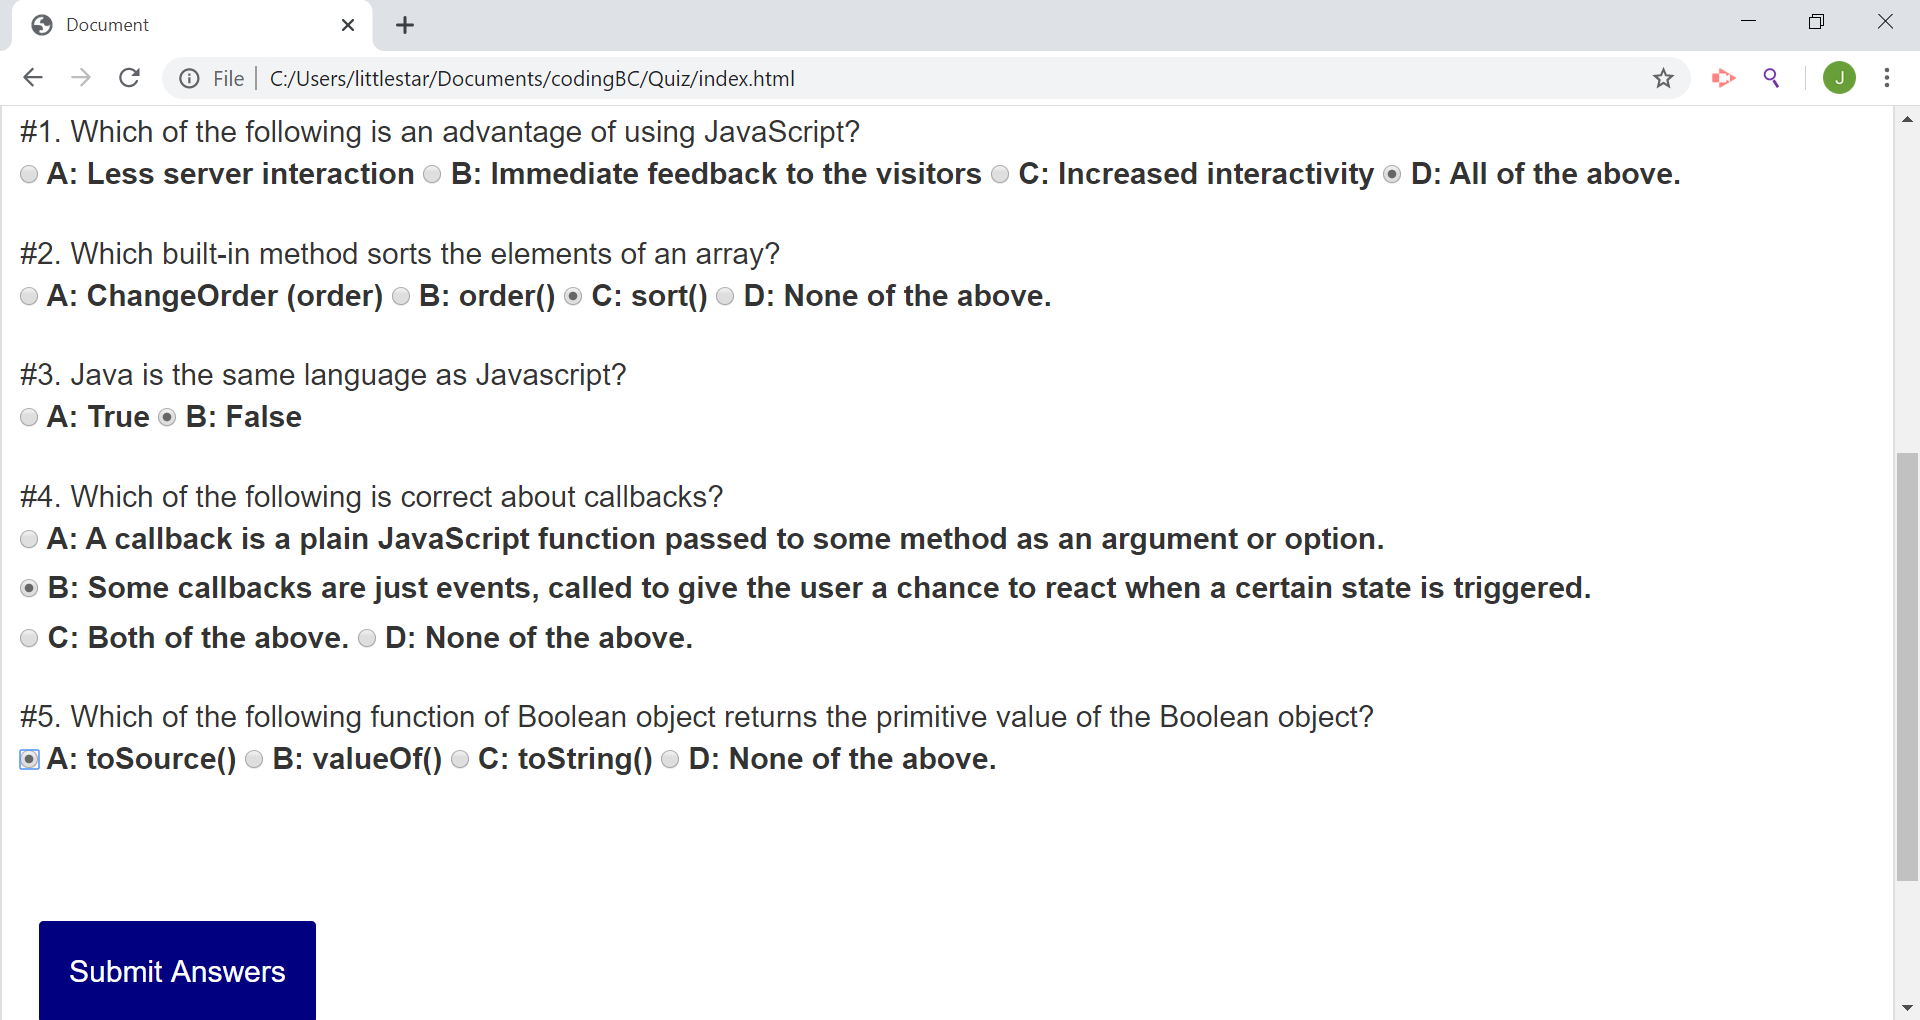 Document
File C:/Users/littlestar/Documents/codingBC/Quiz/index.html
J
#1. Which of the following is an advantage of using JavaScript?
A: Less server interaction B: Immediate feedback to the visitors C: Increased interactivity D: All of the above.
#2. Which built-in method sorts the elements of an array?
A: ChangeOrder (order) B: order() C: sort() D: None of the above.
#3. Java is the same language as Javascript?
A: True B: False
#4. Which of the following is correct about callbacks?
A: A callback is a plain JavaScript function passed to some method as an argument or option.
B: Some callbacks are just events, called to give the user a chance to react when a certain state is triggered.
C: Both of the above. D: None of the above.
#5. Which of the following function of Boolean object returns the primitive value of the Boolean object?
A: toSource() B: valueOf() C: toString() D: None of the above.
Submit Answers